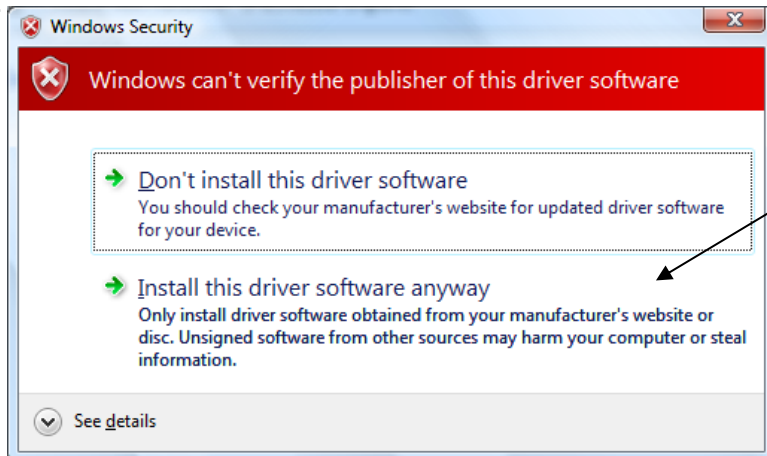 Windows Security
Windows can't verify the publisher of this driver software
Don't install this driver software
You should check your manufacturer's website for updated driver software
for your device.
Install this driver software anyway
Only install driver software obtained from your manufacturer's website or
disc. Unsigned software from other sources may harm your computer or steal
information.
See details